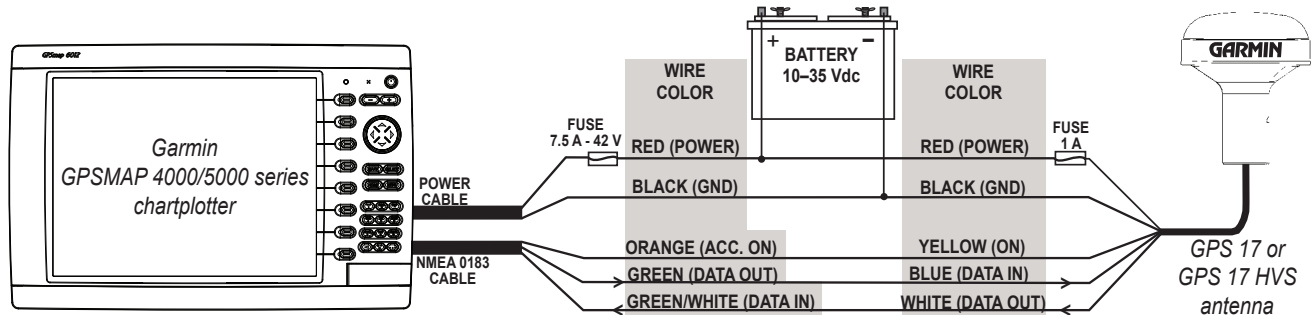 GPSmap 6012
Garmin
GPSMAP 4000/5000 series
chartplotter
POWER
CABLE
NMEA 0183
CABLE
FUSE
7.5 A - 42 V
WIRE
COLOR
RED (POWER)
BLACK (GND)
ORANGE (ACC. ON)
GREEN (DATA OUT)
GREEN/WHITE (DATA IN)
+
–
BATTERY
10–35 Vdc
WIRE
COLOR
RED (POWER)
BLACK (GND)
YELLOW (ON)
BLUE (DATA IN)
WHITE (DATA OUT)
FUSE
1 A
GARMIN
GPS 17 or
GPS 17 HVS
antenna